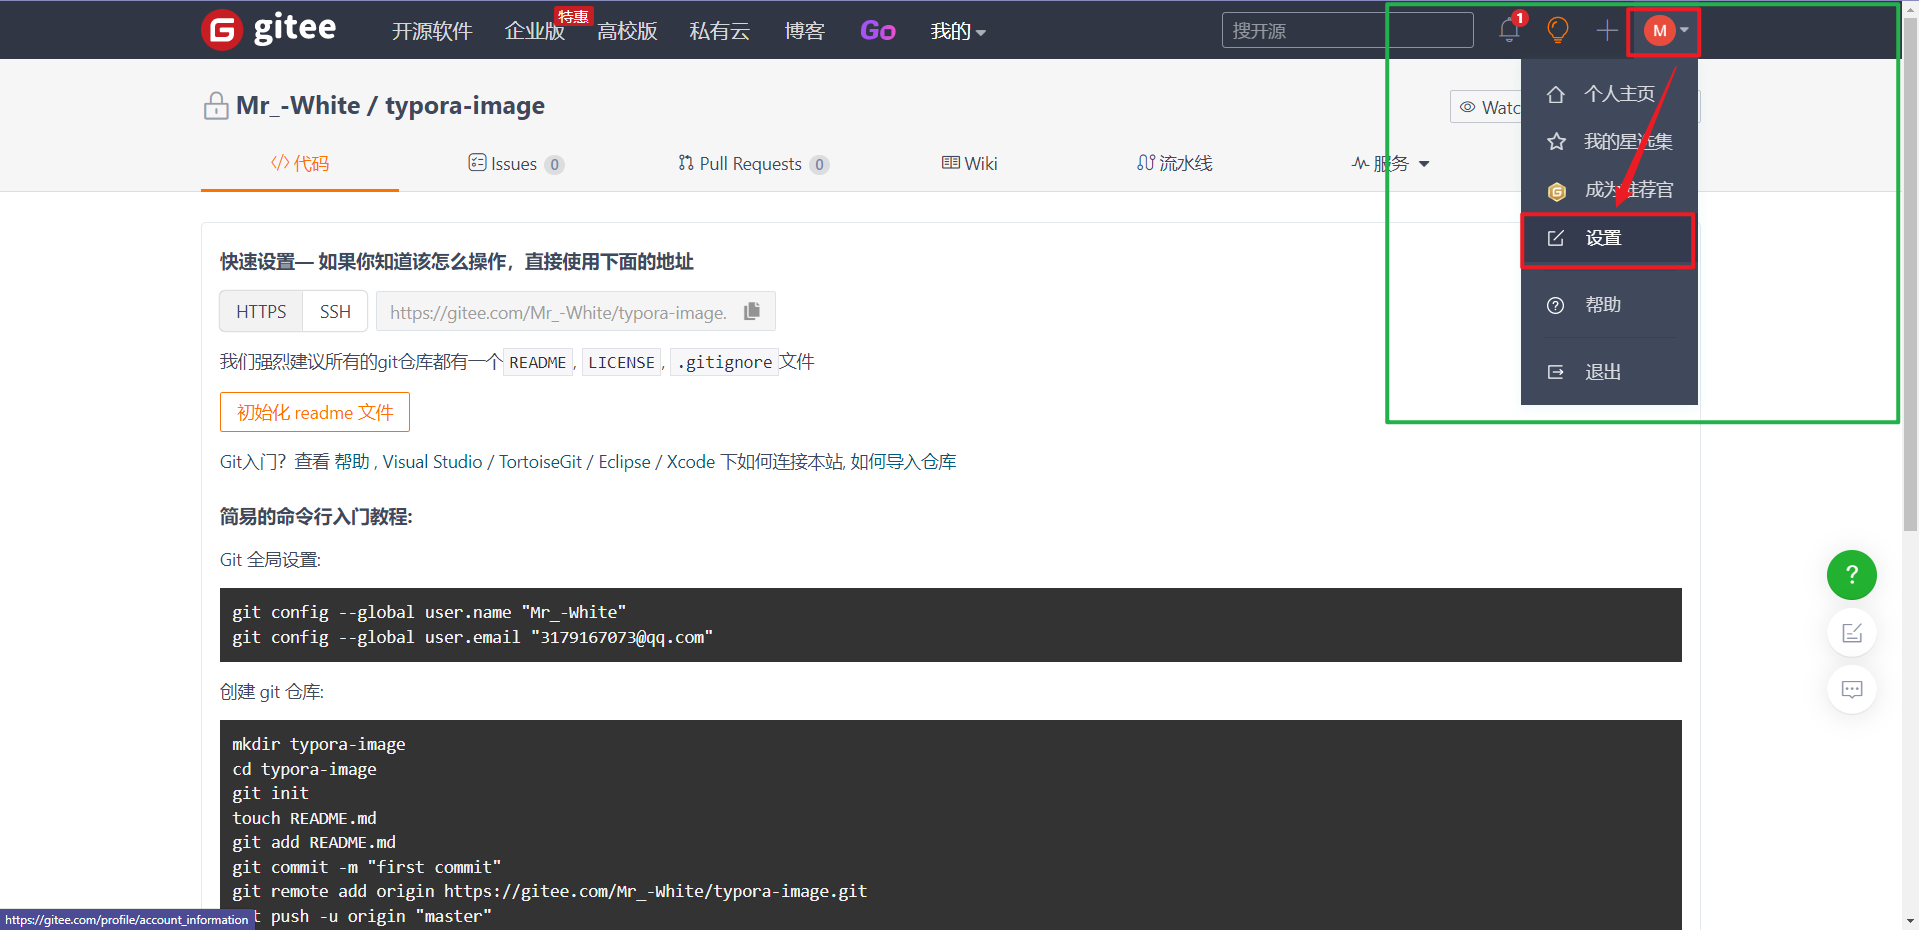 gitee 开源软件 企业版 特惠 高校版 私有云 博客 Go 我的 搜开源 1 M
Mr_-White / typora-image
Watc
代码 Issues 0 Pull Requests 0 Wiki 流水线 服务
个人主页
我的星选集
成为推荐官
设置
帮助
退出
快速设置— 如果你知道该怎么操作，直接使用下面的地址
HTTPS SSH https://gitee.com/Mr_-White/typora-image.
我们强烈建议所有的git仓库都有一个 README, LICENSE, .gitignore 文件
初始化 readme 文件
Git入门？查看 帮助 , Visual Studio / TortoiseGit / Eclipse / Xcode 下如何连接本站, 如何导入仓库
简易的命令行入门教程:
Git 全局设置:
git config --global user.name "Mr_-White"
git config --global user.email "3179167073@qq.com"
创建 git 仓库:
mkdir typora-image
cd typora-image
git init
touch README.md
git add README.md
git commit -m "first commit"
git remote add origin https://gitee.com/Mr_-White/typora-image.git
t push -u origin "master"
https://gitee.com/profile/account_information